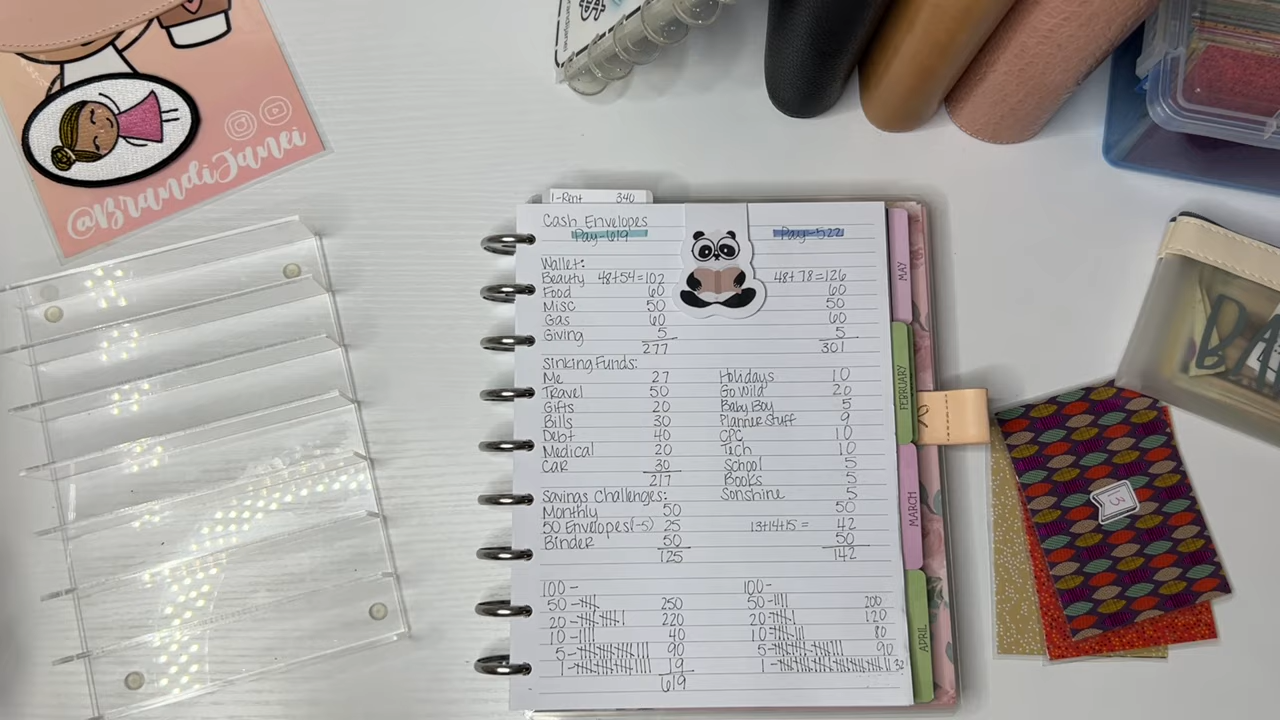 @BrandiJanei
1-Rent 340
Cash Envelopes
Pay-619 Pay-522
Wallet:
Beauty 48+54=102 48+78=126
Food 60 60
Misc 50 50
Gas 60 60
Giving 5 5
277 301
Sinking Funds:
Me 27 Holidays 10
Travel 50 Go Wild 20
Gifts 20 Baby Boy 5
Bills 30 Planner Stuff 9
Debt 40 CPC 10
Medical 20 Tech 10
Car 30 School 5
217 Books 5
Savings Challenges: Sonshine 5
Monthly 50 50
50 Envelopes(-5) 25 13+14+15= 42
Binder 50 50
125 142
100- 100-
50- 250 50- 200
20- 220 20- 120
10- 40 10- 80
5- 90 5- 90
1- 19 1- 32
619
MAY
FEBRUARY
MARCH
APRIL
3